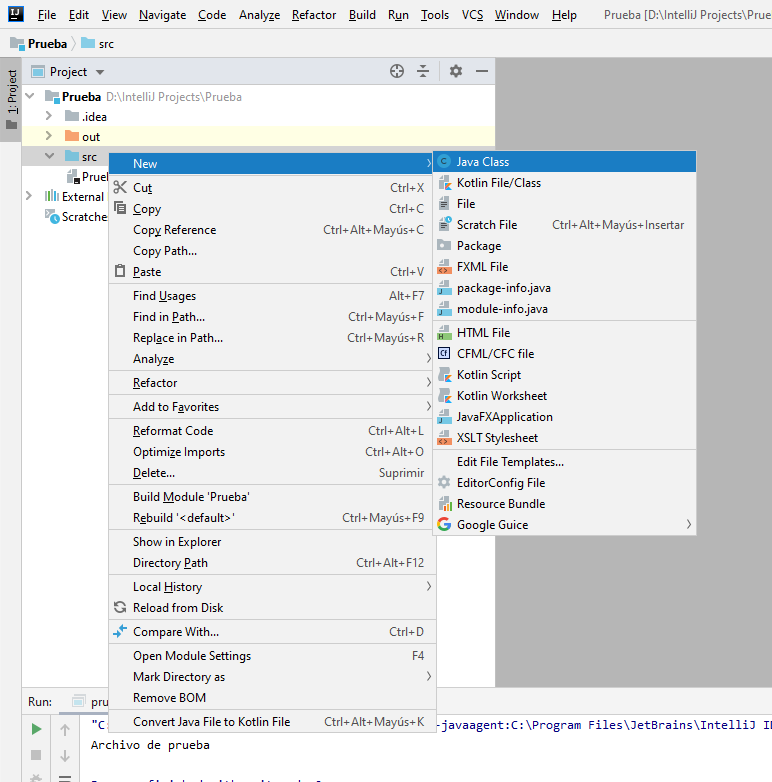 File Edit View Navigate Code Analyze Refactor Build Run Tools VCS Window Help Prueba [D:\IntelliJ Projects\Prue
Prueba src
1: Project
Project
Prueba D:\IntelliJ Projects\Prueba
.idea
out
src
Prue
External
Scratche
New
Cut Ctrl+X
Copy Ctrl+C
Copy Reference Ctrl+Alt+Mayús+C
Copy Path...
Paste Ctrl+V
Find Usages Alt+F7
Find in Path... Ctrl+Mayús+F
Replace in Path... Ctrl+Mayús+R
Analyze
Refactor
Add to Favorites
Reformat Code Ctrl+Alt+L
Optimize Imports Ctrl+Alt+O
Delete... Suprimir
Build Module 'Prueba'
Rebuild '<default>' Ctrl+Mayús+F9
Show in Explorer
Directory Path Ctrl+Alt+F12
Local History
Reload from Disk
Compare With... Ctrl+D
Open Module Settings F4
Mark Directory as
Remove BOM
Convert Java File to Kotlin File Ctrl+Alt+Mayús+K
Java Class
Kotlin File/Class
File
Scratch File Ctrl+Alt+Mayús+Insertar
Package
FXML File
package-info.java
module-info.java
HTML File
CFML/CFC file
Kotlin Script
Kotlin Worksheet
JavaFXApplication
XSLT Stylesheet
Edit File Templates...
EditorConfig File
Resource Bundle
Google Guice
Run: pru
"C: -javaagent:C:\Program Files\JetBrains\IntelliJ ID
Archivo de prueba